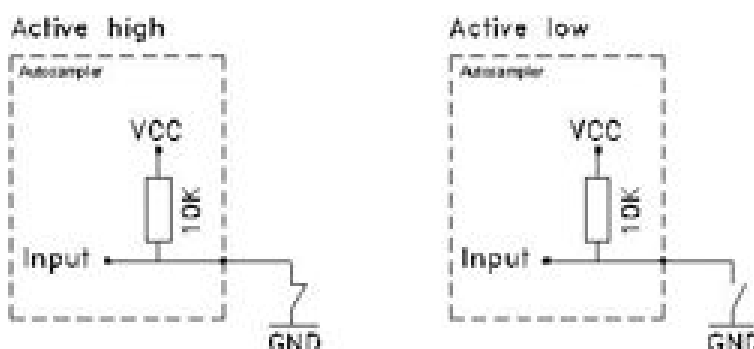 Active high
Autosampler
VCC
10K
Input
GND
Active low
Autosampler
VCC
10K
Input
GND